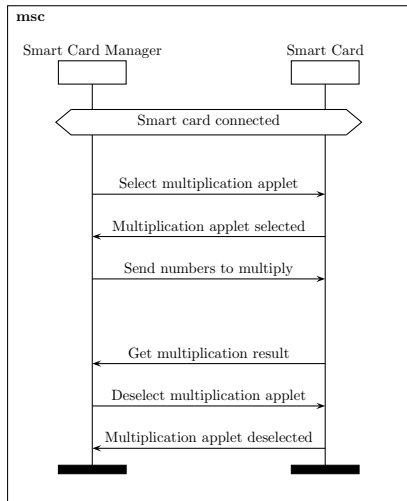 msc
Smart Card Manager
Smart Card
Smart card connected
Select multiplication applet
Multiplication applet selected
Send numbers to multiply
Get multiplication result
Deselect multiplication applet
Multiplication applet deselected